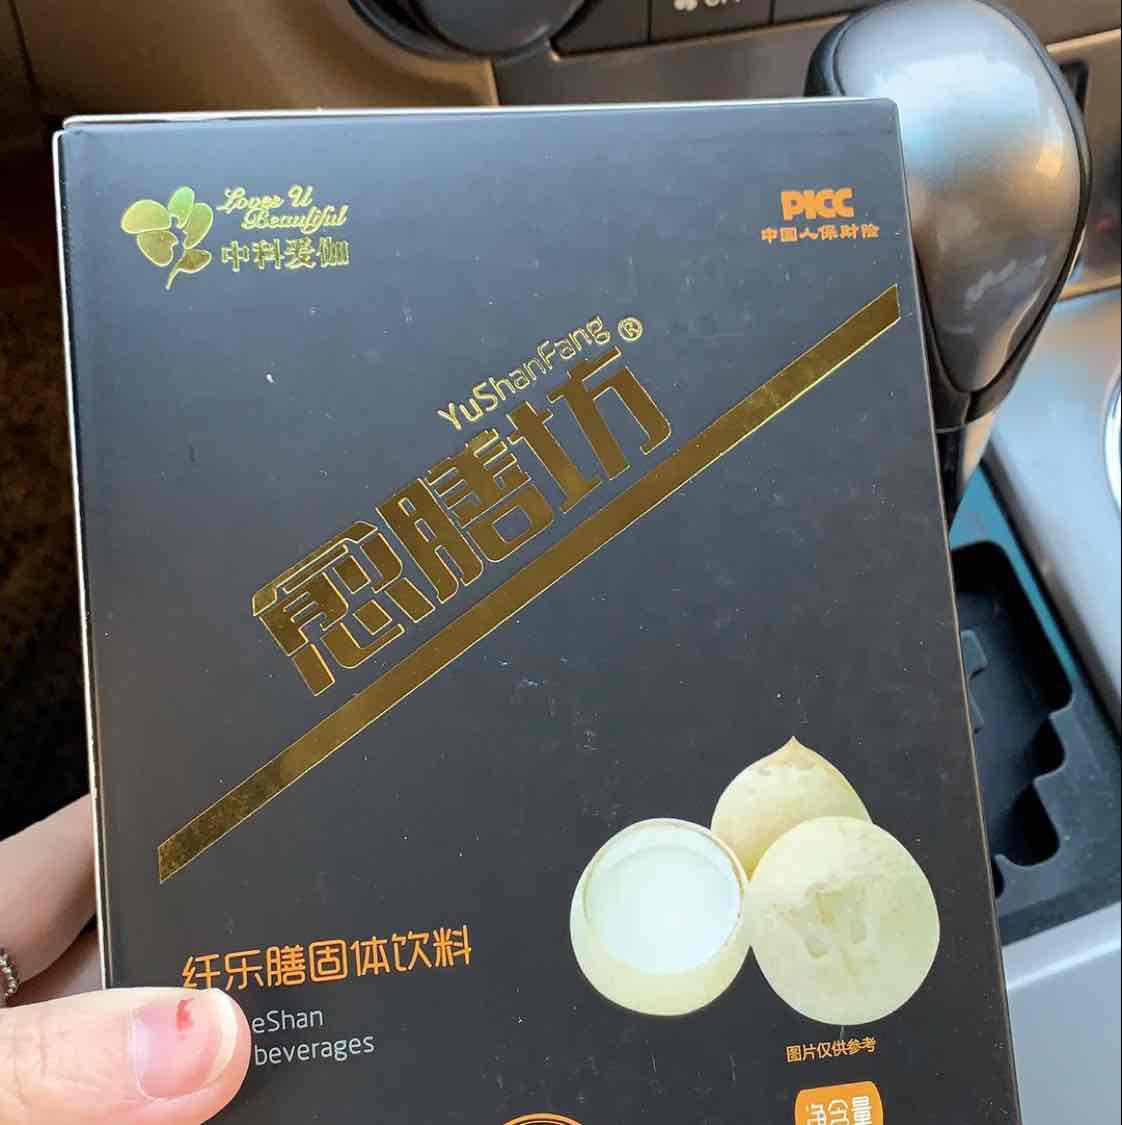 Loves U
Beautiful
中科爱伽
PICC
中国人保财险
YuShanFang®
愈膳坊
纤乐膳固体饮料
eShan
beverages
图片仅供参考
净含量